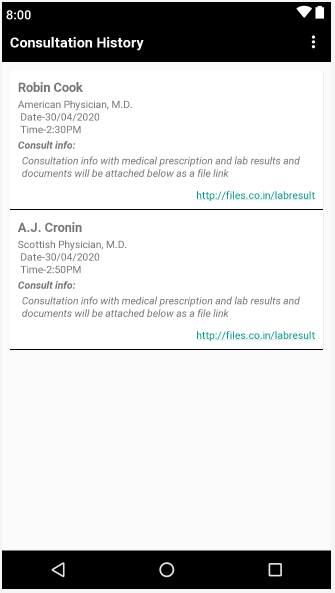 8:00
Consultation History
Robin Cook
American Physician, M.D.
Date-30/04/2020
Time-2:30PM
Consult info:
Consultation info with medical prescription and lab results and
documents will be attached below as a file link
http://files.co.in/labresult
A.J. Cronin
Scottish Physician, M.D.
Date-30/04/2020
Time-2:50PM
Consult info:
Consultation info with medical prescription and lab results and
documents will be attached below as a file link
http://files.co.in/labresult